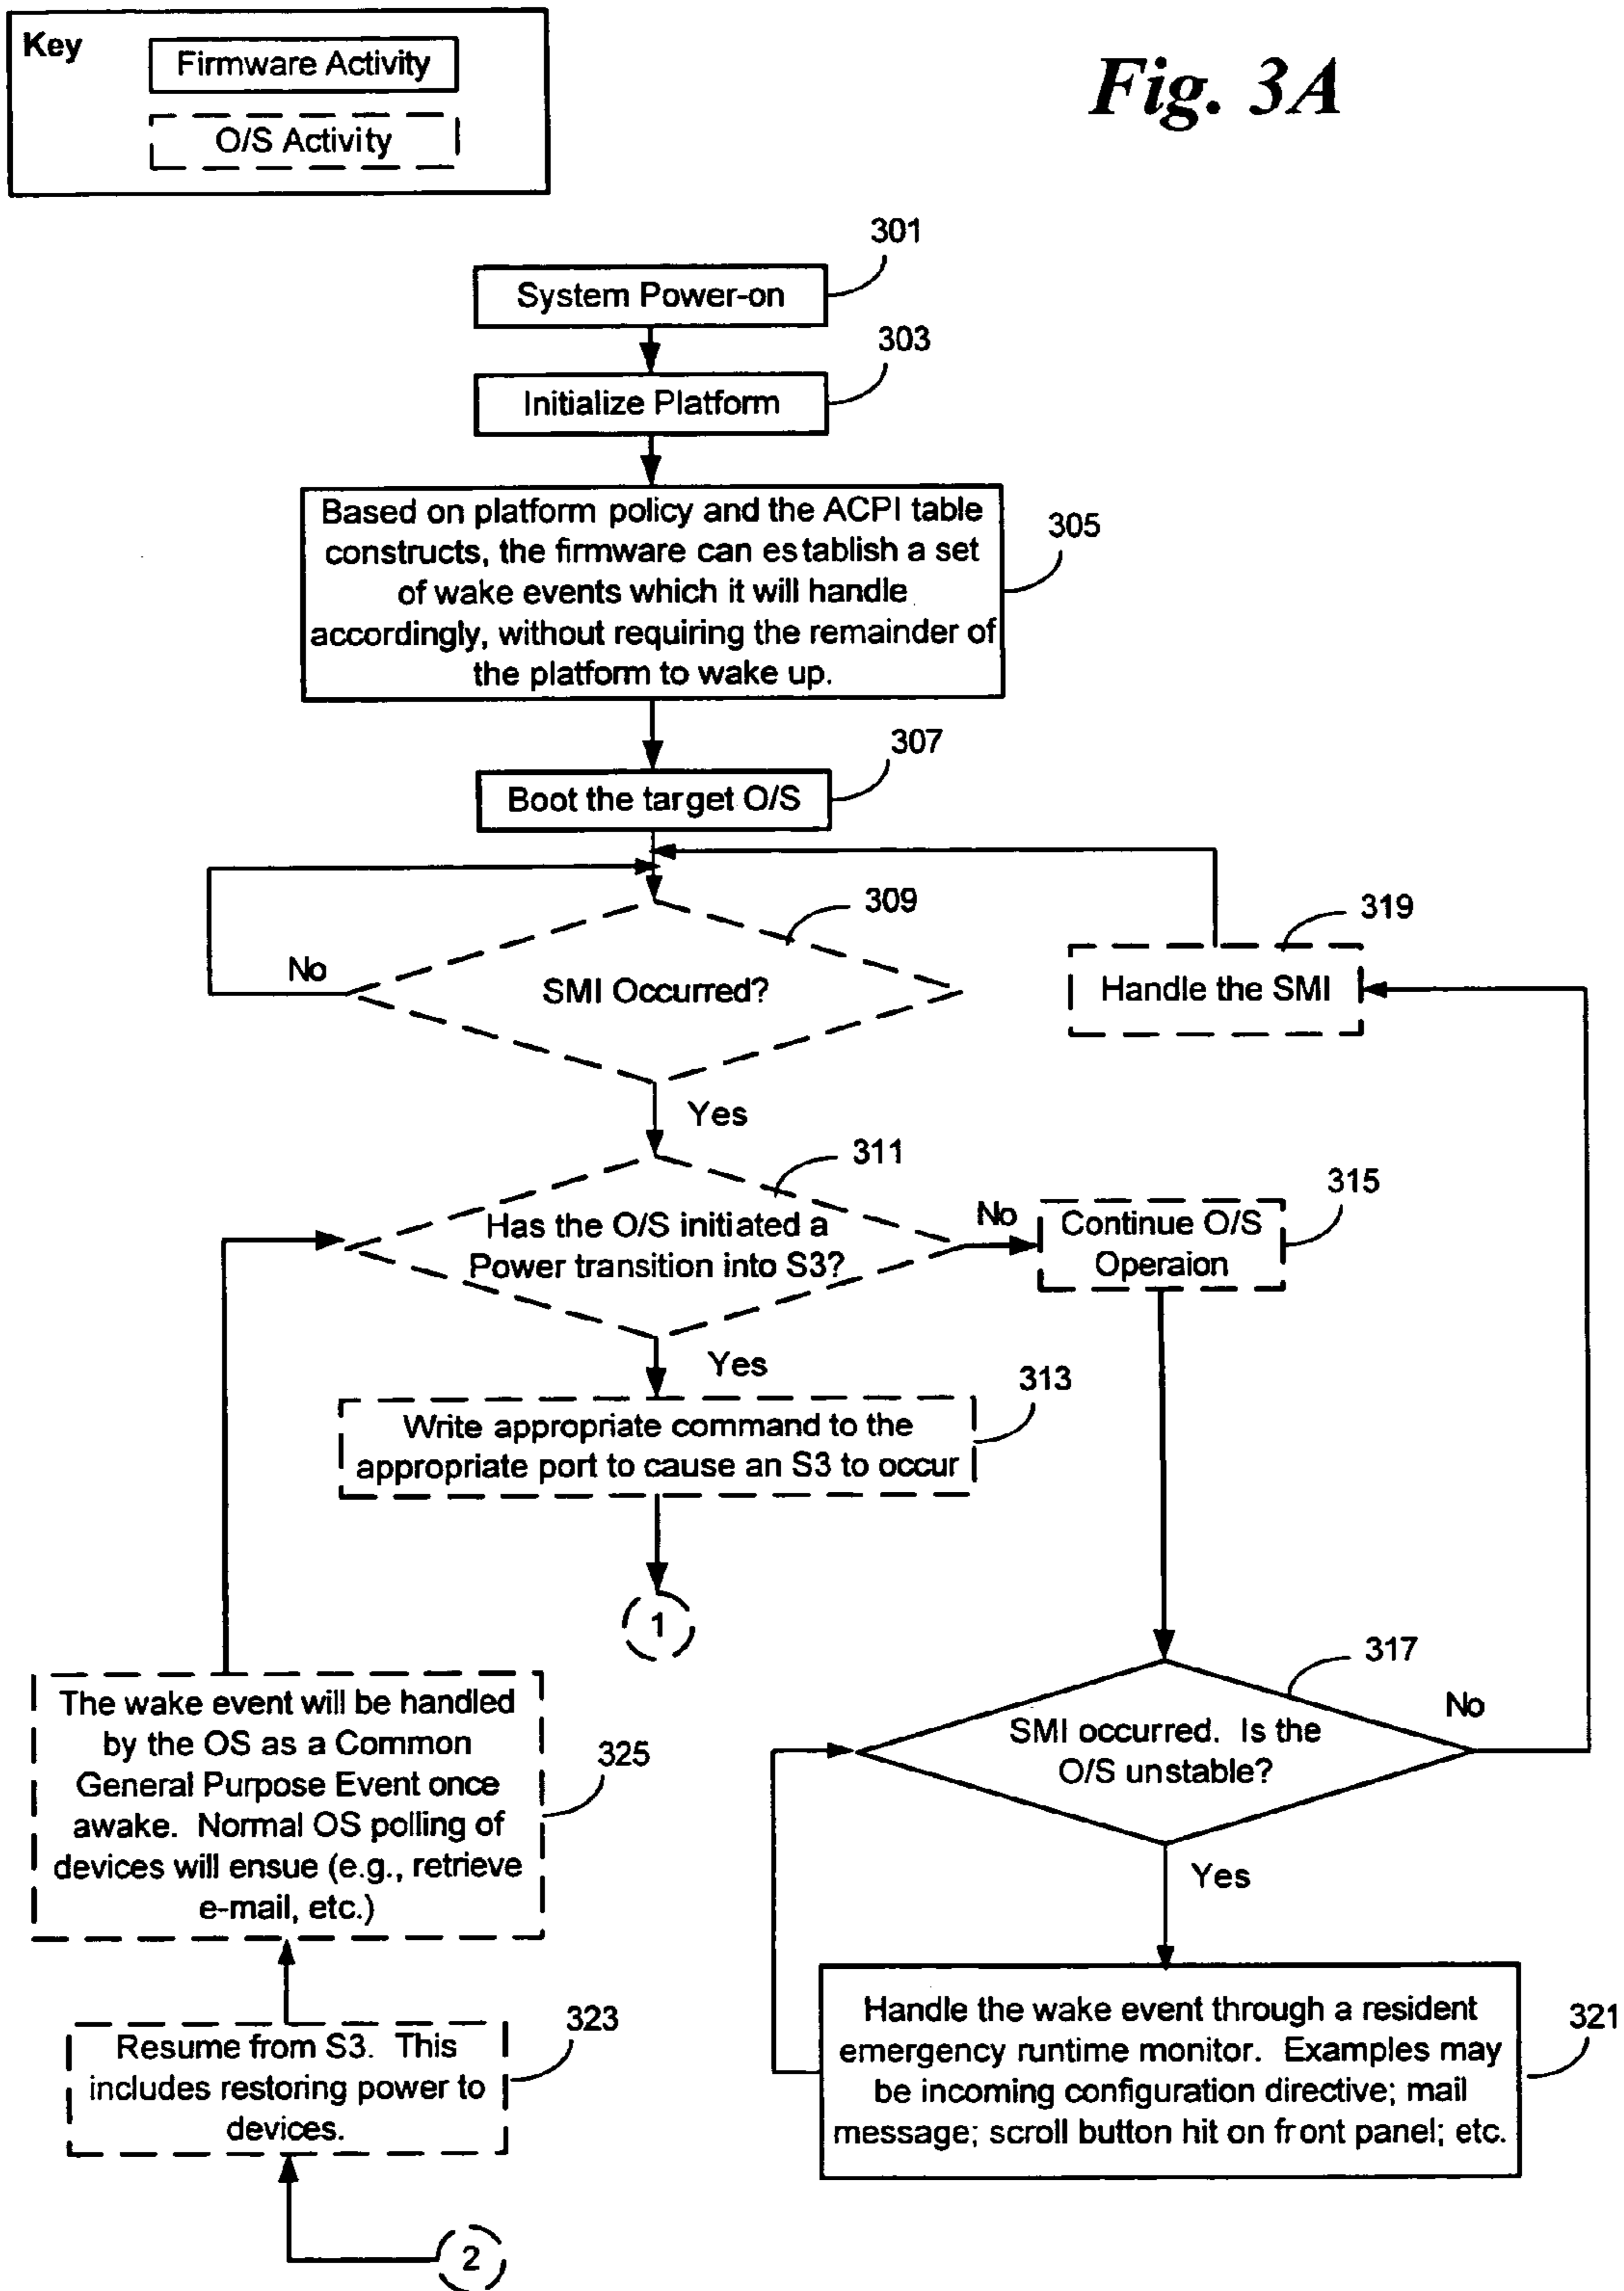 Key
Firmware Activity
O/S Activity
Fig. 3A
301
System Power-on
303
Initialize Platform
Based on platform policy and the ACPI table
constructs, the firmware can establish a set
of wake events which it will handle
accordingly, without requiring the remainder of
the platform to wake up.
305
307
Boot the target O/S
309
SMI Occurred?
No
319
Handle the SMI
Yes
311
Has the O/S initiated a
Power transition into S3?
No
315
Continue O/S
Operaion
Yes
313
Write appropriate command to the
appropriate port to cause an S3 to occur
1
317
SMI occurred. Is the
O/S unstable?
No
Yes
The wake event will be handled
by the OS as a Common
General Purpose Event once
awake. Normal OS polling of
devices will ensue (e.g., retrieve
e-mail, etc.)
325
323
Resume from S3. This
includes restoring power to
devices.
Handle the wake event through a resident
emergency runtime monitor. Examples may
be incoming configuration directive; mail
message; scroll button hit on front panel; etc.
321
2